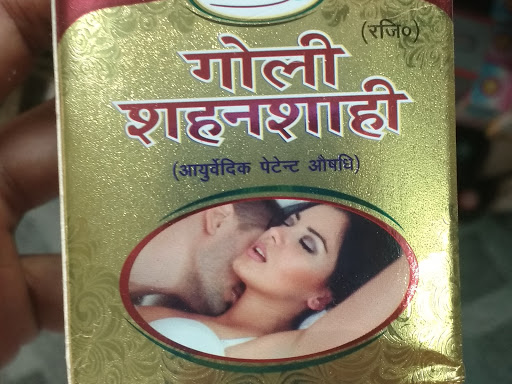 (रजि०)
गोली
शहनशाही
(आयुर्वेदिक पेटेन्ट औषधि)